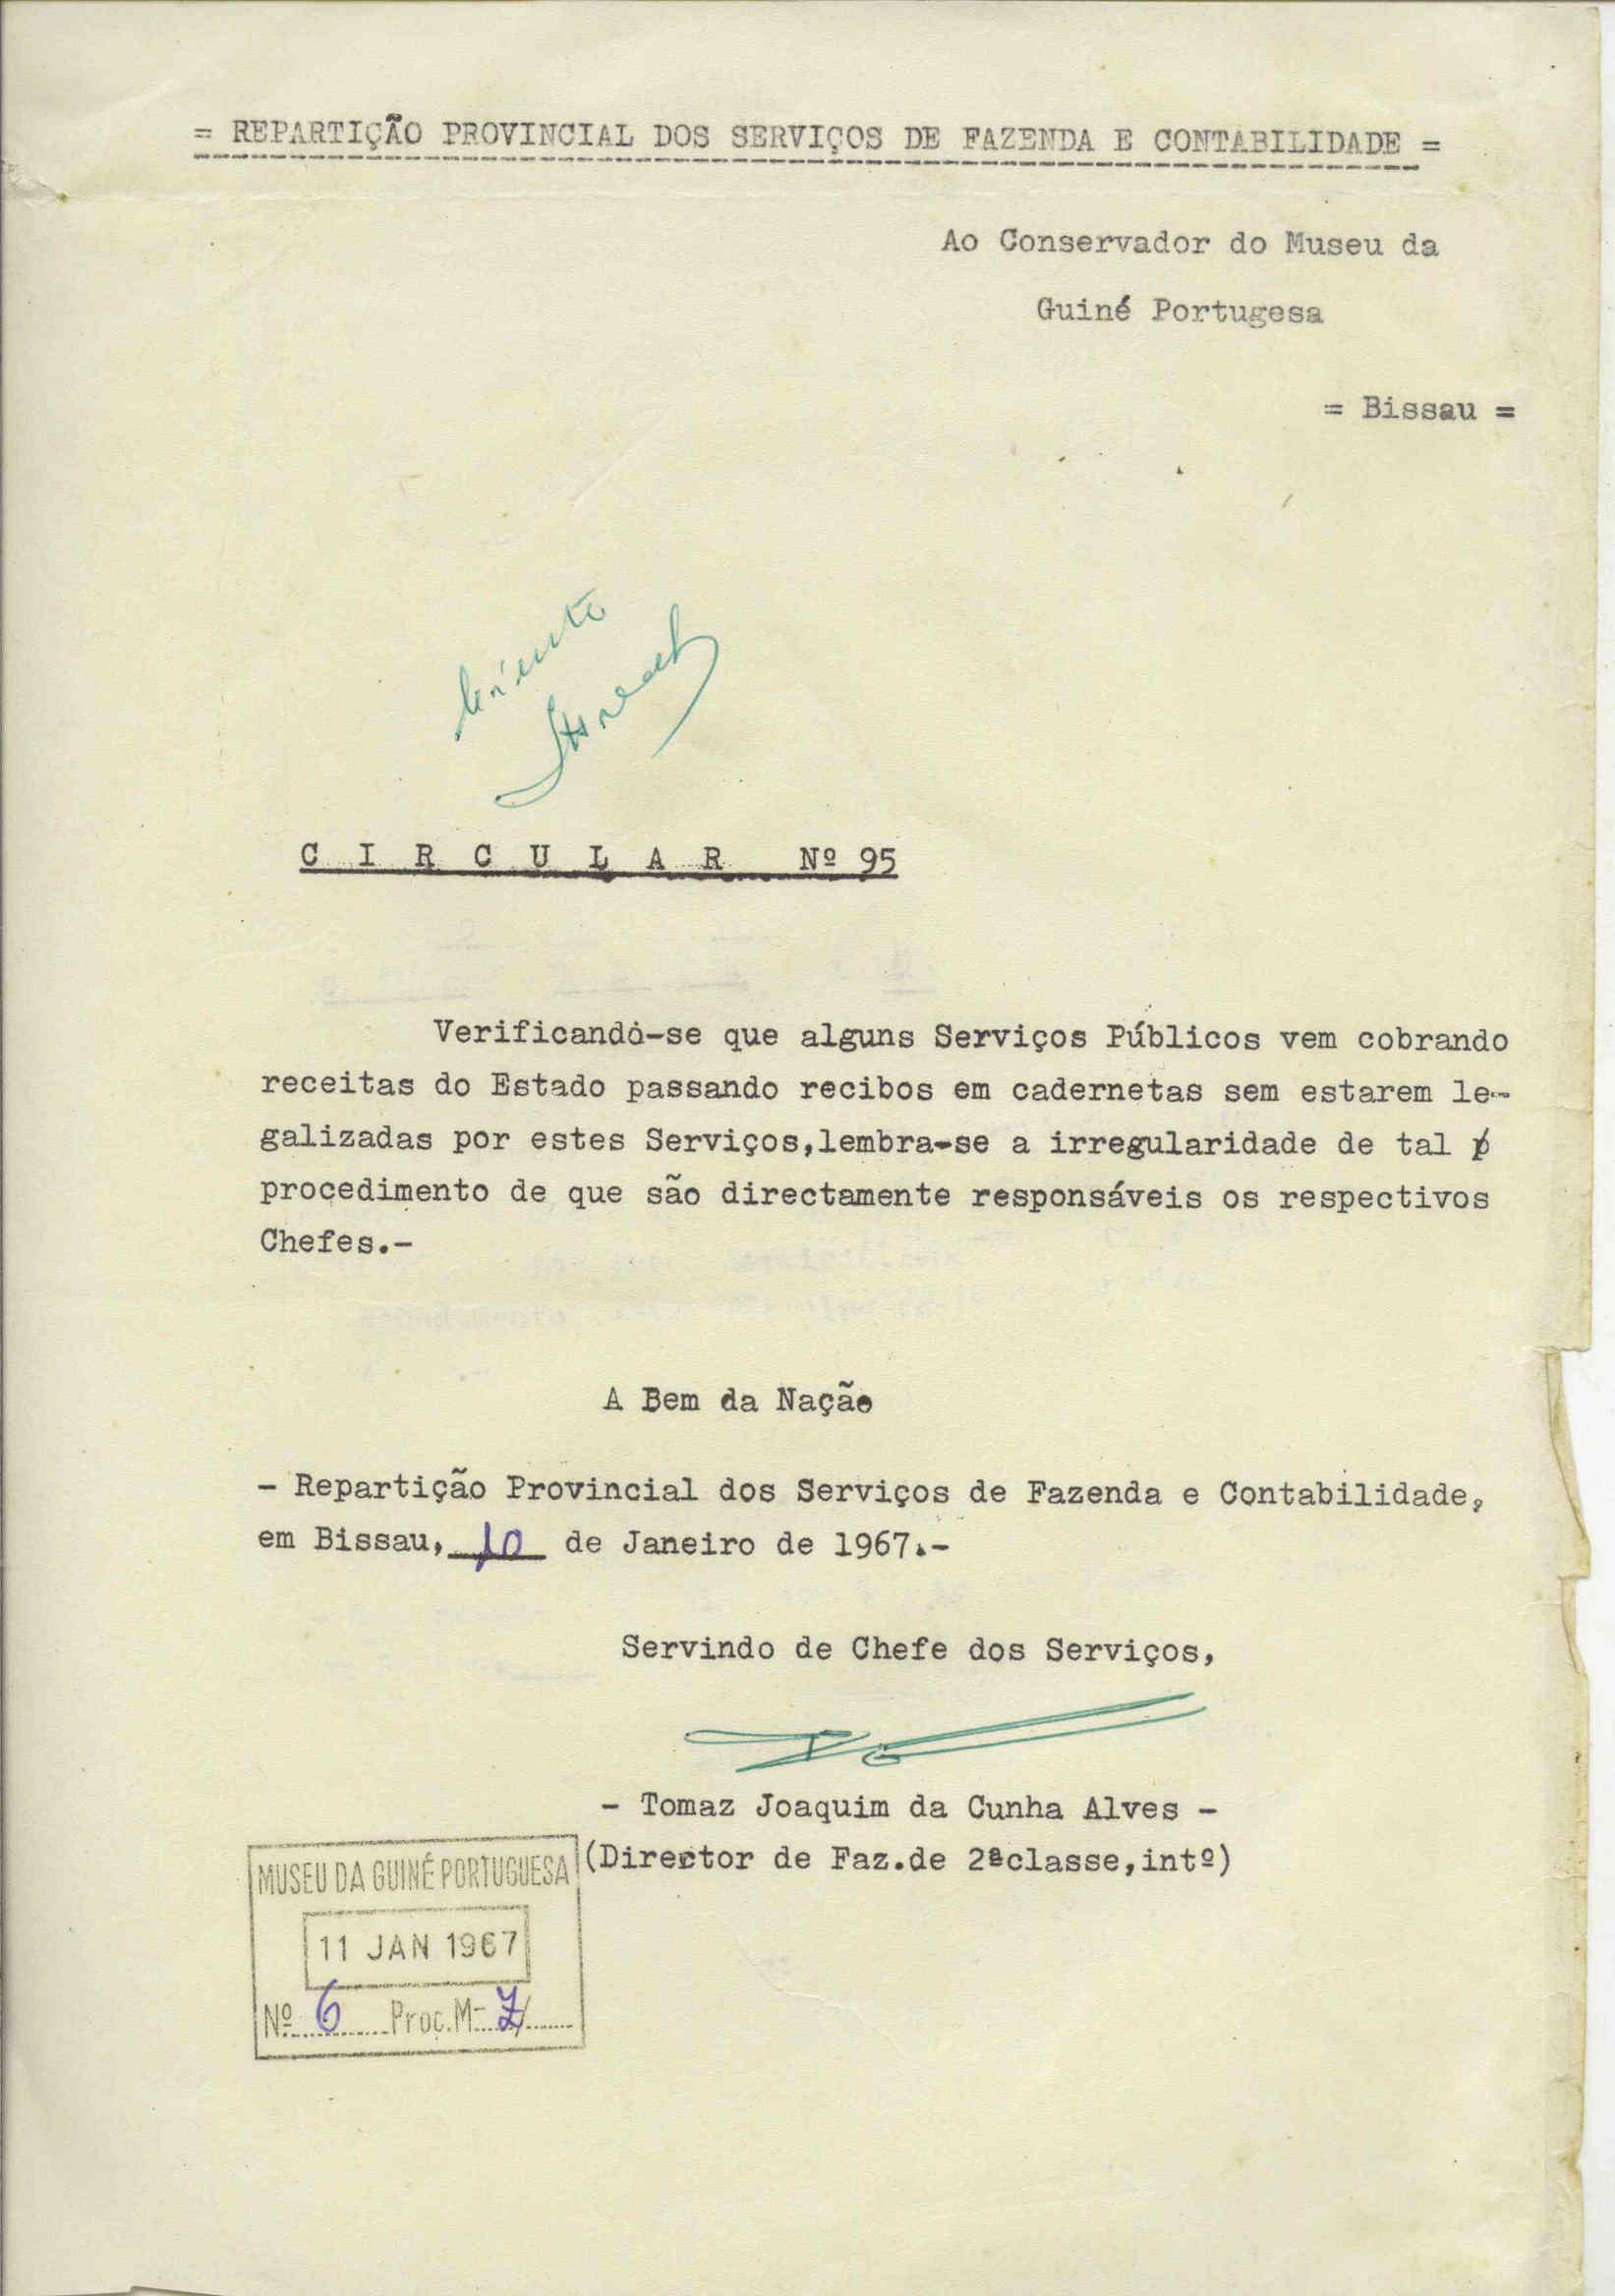 = REPARTIÇÃO PROVINCIAL DOS SERVIÇOS DE FAZENDA E CONTABILIDADE =
Ao Conservador do Museu da
Guiné Portugesa
= Bissau =
C I R C U L A R Nº 95
Verificando-se que alguns Serviços Públicos vem cobrando
receitas do Estado passando recibos em cadernetas sem estarem le-
galizadas por estes Serviços,lembra-se a irregularidade de tal
procedimento de que são directamente responsáveis os respectivos
Chefes.-
A Bem da Nação
- Repartição Provincial dos Serviços de Fazenda e Contabilidade,
em Bissau, 10 de Janeiro de 1967.-
Servindo de Chefe dos Serviços,
- Tomaz Joaquim da Cunha Alves -
(Director de Faz.de 2ªclasse,intº)
MUSEU DA GUINÉ PORTUGUESA
11 JAN 1967
Nº 6 Proc. M- Z/